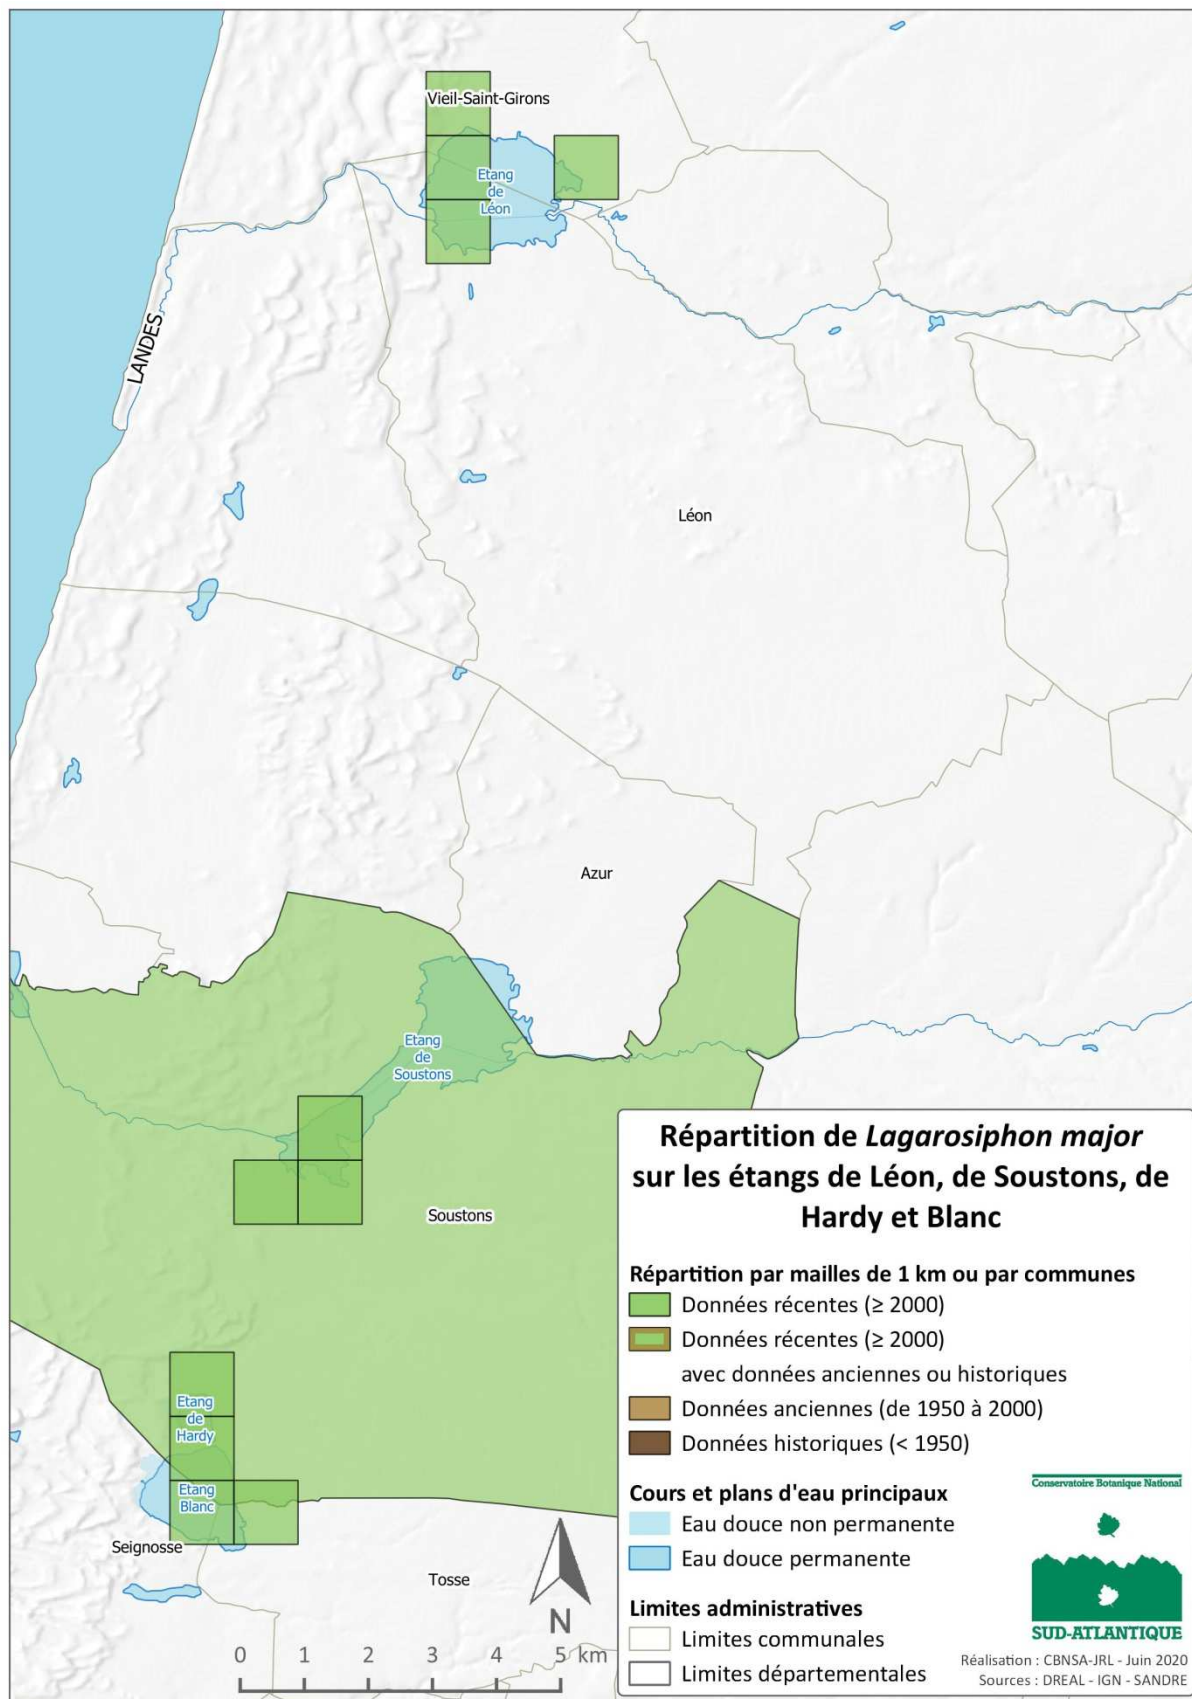 Vieil-Saint-Girons
Etang
de
Léon
LANDES
Léon
Azur
Etang
de
Soustons
Soustons
Etang
de
Hardy
Etang
Blanc
Seignosse
Tosse
N
0 1 2 3 4 5 km
Répartition de Lagarosiphon major
sur les étangs de Léon, de Soustons, de
Hardy et Blanc
Répartition par mailles de 1 km ou par communes
Données récentes (≥ 2000)
Données récentes (≥ 2000)
avec données anciennes ou historiques
Données anciennes (de 1950 à 2000)
Données historiques (< 1950)
Cours et plans d'eau principaux
Eau douce non permanente
Eau douce permanente
Limites administratives
Limites communales
Limites départementales
Conservatoire Botanique National
SUD-ATLANTIQUE
Réalisation : CBNSA-JRL - Juin 2020
Sources : DREAL - IGN - SANDRE